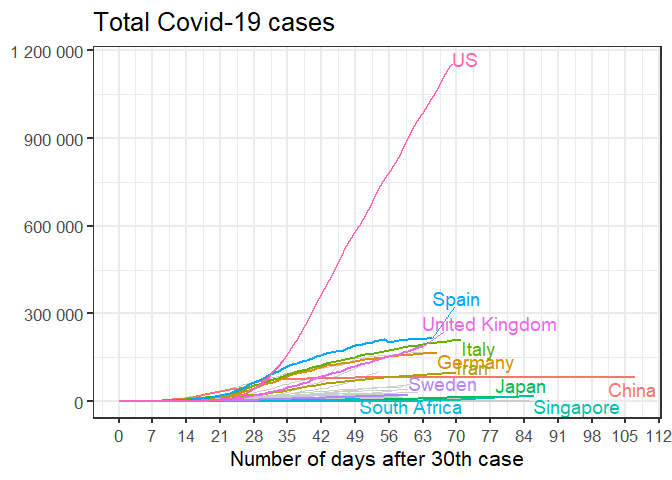 Total Covid-19 cases
1 200 000
900 000
600 000
300 000
0
US
Spain
United Kingdom
Italy
Germany
Iran
Sweden
Japan
China
South Africa
Singapore
0 7 14 21 28 35 42 49 56 63 70 77 84 91 98 105 112
Number of days after 30th case